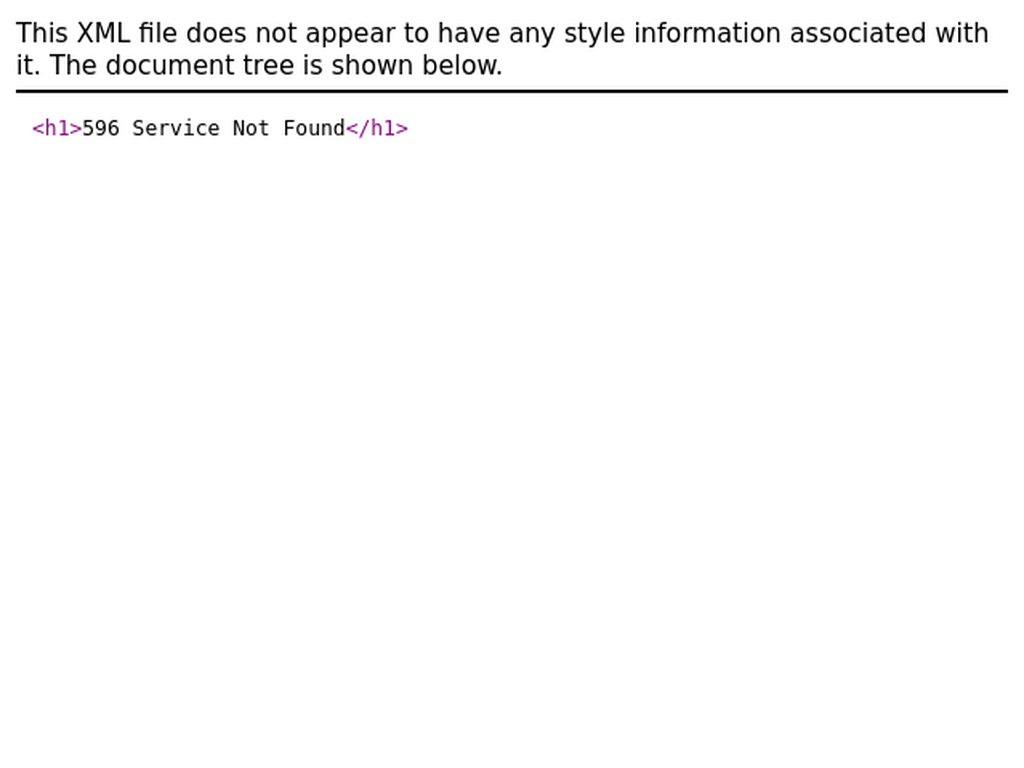 This XML file does not appear to have any style information associated with
it. The document tree is shown below.
<h1>596 Service Not Found</h1>